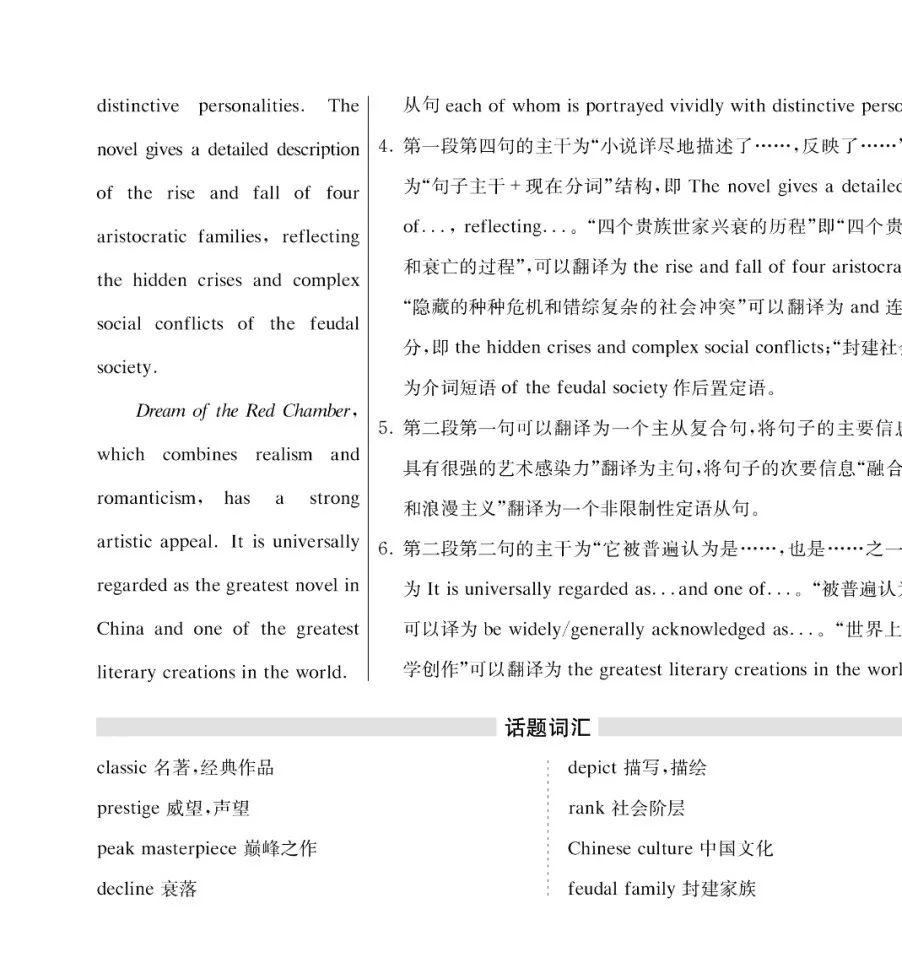 distinctive personalities. The
novel gives a detailed description
of the rise and fall of four
aristocratic families, reflecting
the hidden crises and complex
social conflicts of the feudal
society.
Dream of the Red Chamber,
which combines realism and
romanticism, has a strong
artistic appeal. It is universally
regarded as the greatest novel in
China and one of the greatest
literary creations in the world.
从句 each of whom is portrayed vividly with distinctive perso
4. 第一段第四句的主干为“小说详尽地描述了……,反映了……”
为“句子主干+现在分词”结构,即 The novel gives a detailed
of..., reflecting...。“四个贵族世家兴衰的历程”即“四个贵
和衰亡的过程”,可以翻译为 the rise and fall of four aristocra
“隐藏的种种危机和错综复杂的社会冲突”可以翻译为 and 连
分,即 the hidden crises and complex social conflicts;“封建社会
为介词短语 of the feudal society 作后置定语。
5. 第二段第一句可以翻译为一个主从复合句,将句子的主要信息
具有很强的艺术感染力”翻译为主句,将句子的次要信息“融合
和浪漫主义”翻译为一个非限制性定语从句。
6. 第二段第二句的主干为“它被普遍认为是……,也是……之一
为 It is universally regarded as...and one of...。“被普遍认为
可以译为 be widely/generally acknowledged as...。“世界上
学创作”可以翻译为 the greatest literary creations in the worl
话题词汇
classic 名著,经典作品
prestige 威望,声望
peak masterpiece 巅峰之作
decline 衰落
depict 描写,描绘
rank 社会阶层
Chinese culture 中国文化
feudal family 封建家族